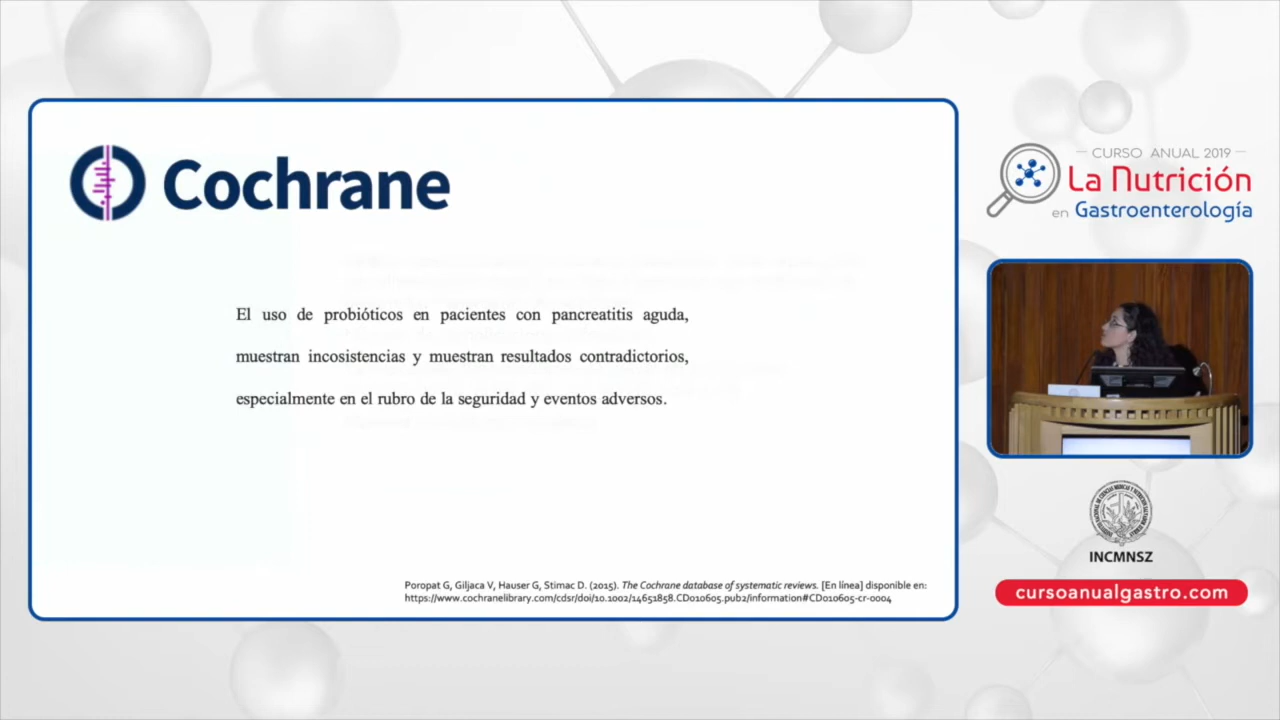 Cochrane
El uso de probióticos en pacientes con pancreatitis aguda,
muestran incosistencias y muestran resultados contradictorios,
especialmente en el rubro de la seguridad y eventos adversos.
Poropat G, Giljaca V, Hauser G, Stimac D. (2015). The Cochrane database of systematic reviews. [En línea] disponible en:
https://www.cochranelibrary.com/cdsr/doi/10.1002/14651858.CD010605.pub2/information#CD010605-cr-0004
CURSO ANUAL 2019
La Nutrición
en Gastroenterología
INCMNSZ
cursoanualgastro.com